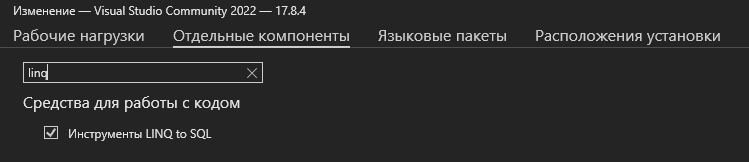 Изменение — Visual Studio Community 2022 — 17.8.4
Рабочие нагрузки Отдельные компоненты Языковые пакеты Расположения установки
linq
Средства для работы с кодом
Инструменты LINQ to SQL